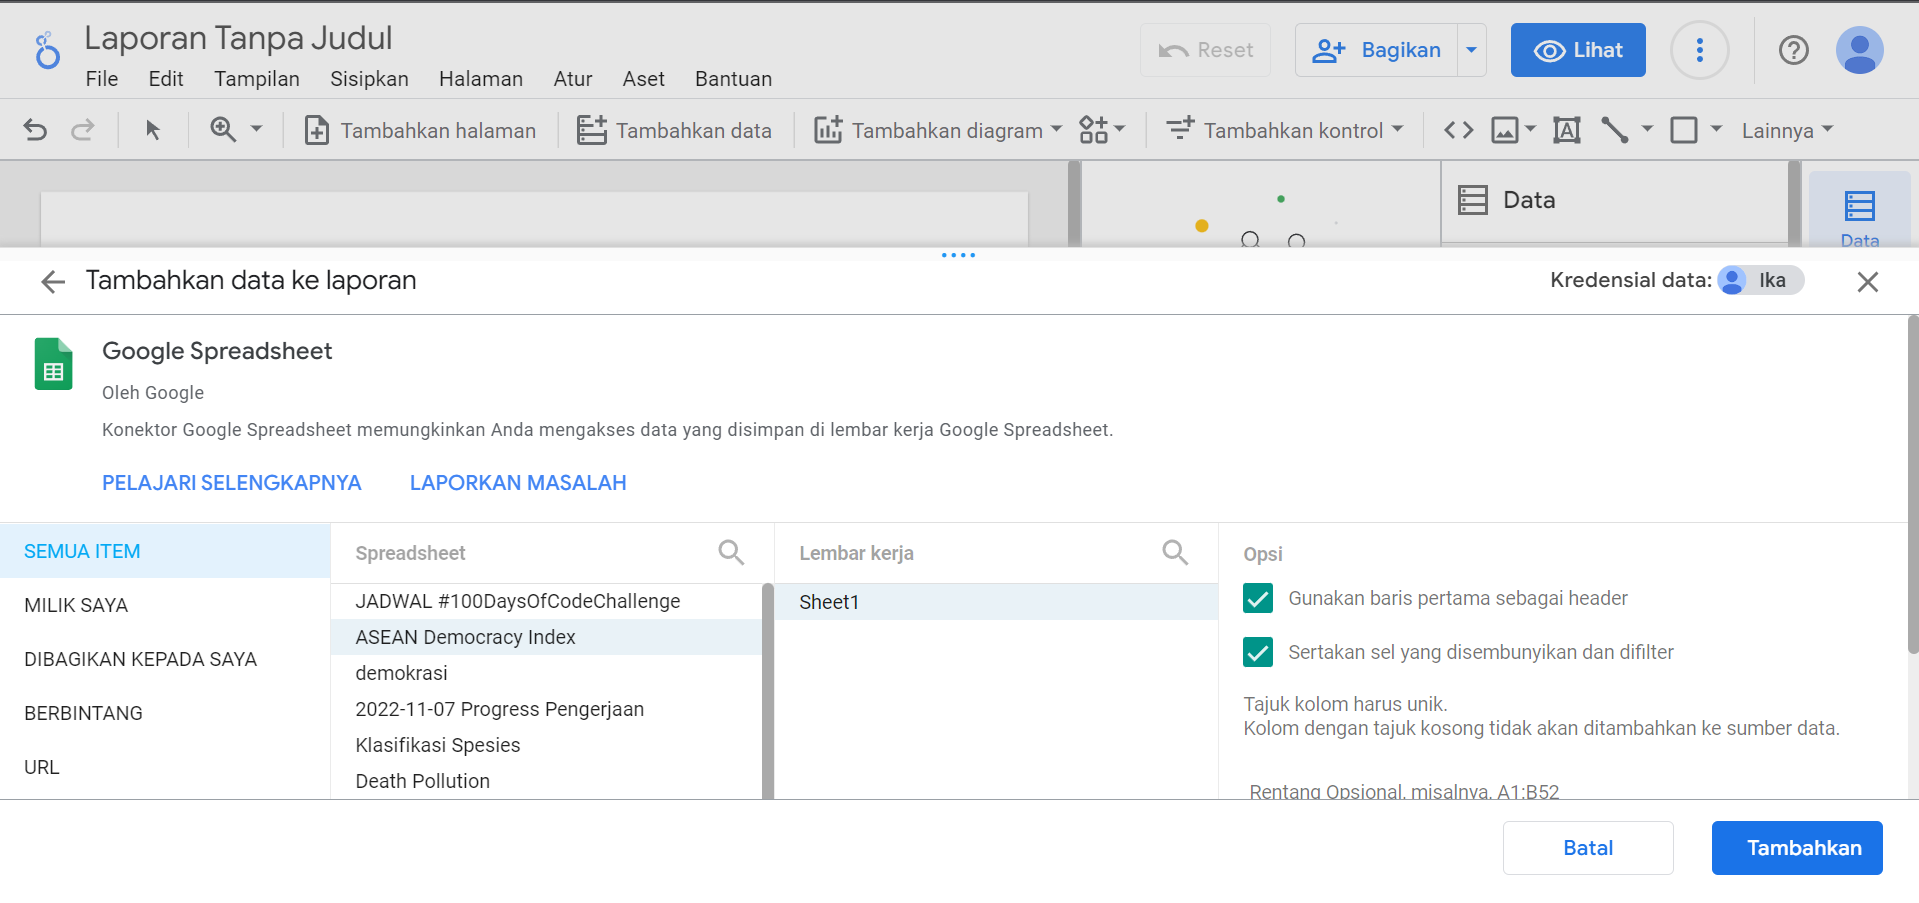 Laporan Tanpa Judul
File Edit Tampilan Sisipkan Halaman Atur Aset Bantuan
Reset Bagikan Lihat
Tambahkan halaman Tambahkan data Tambahkan diagram Tambahkan kontrol Lainnya
Data
Data
Tambahkan data ke laporan
Kredensial data: Ika
Google Spreadsheet
Oleh Google
Konektor Google Spreadsheet memungkinkan Anda mengakses data yang disimpan di lembar kerja Google Spreadsheet.
PELAJARI SELENGKAPNYA LAPORKAN MASALAH
SEMUA ITEM
MILIK SAYA
DIBAGIKAN KEPADA SAYA
BERBINTANG
URL
Spreadsheet
JADWAL #100DaysOfCodeChallenge
ASEAN Democracy Index
demokrasi
2022-11-07 Progress Pengerjaan
Klasifikasi Spesies
Death Pollution
Lembar kerja
Sheet1
Opsi
Gunakan baris pertama sebagai header
Sertakan sel yang disembunyikan dan difilter
Tajuk kolom harus unik.
Kolom dengan tajuk kosong tidak akan ditambahkan ke sumber data.
Rentang Opsional, misalnya, A1:B52
Batal Tambahkan